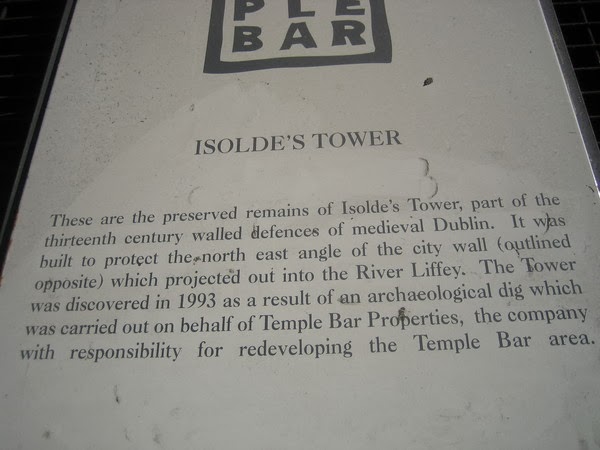 PLE
BAR
ISOLDE'S TOWER
These are the preserved remains of Isolde's Tower, part of the
thirteenth century walled defences of medieval Dublin. It was
built to protect the north east angle of the city wall (outlined
opposite) which projected out into the River Liffey. The Tower
was discovered in 1993 as a result of an archaeological dig which
was carried out on behalf of Temple Bar Properties, the company
with responsibility for redeveloping the Temple Bar area.